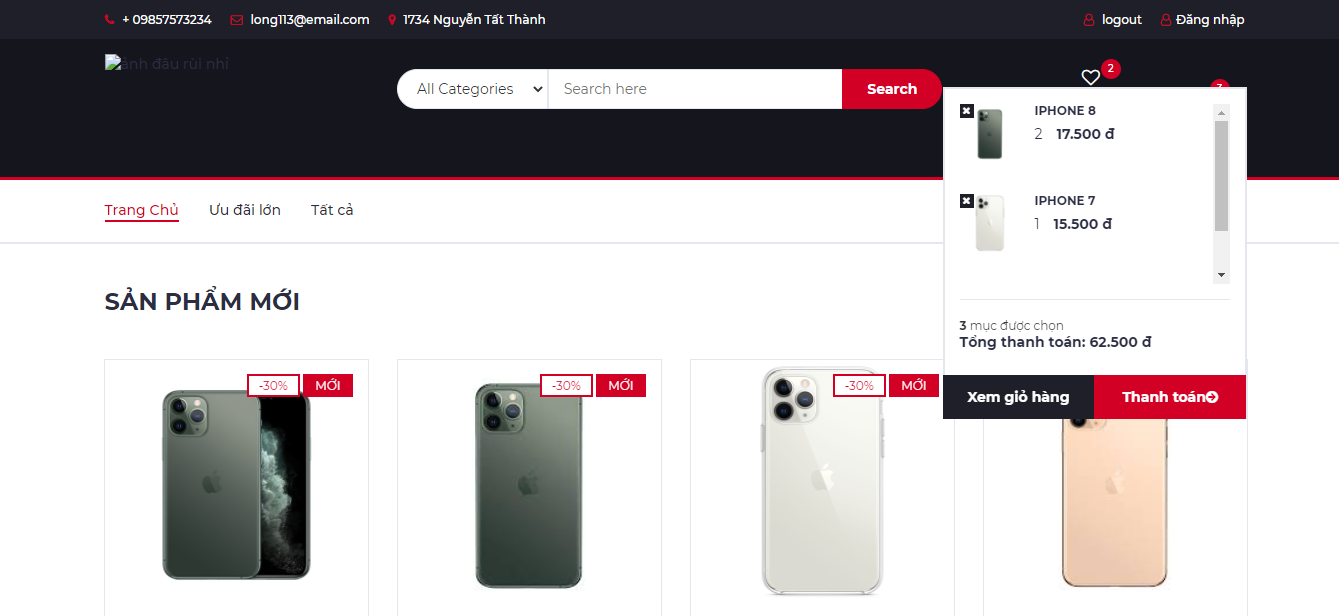 + 09857573234 long113@email.com 1734 Nguyễn Tất Thành logout Đăng nhập
ảnh đâu rùi nhỉ
All Categories Search here Search
2
3
IPHONE 8
2 17.500 đ
IPHONE 7
1 15.500 đ
3 mục được chọn
Tổng thanh toán: 62.500 đ
Xem giỏ hàng Thanh toán
Trang Chủ Ưu đãi lớn Tất cả
SẢN PHẨM MỚI
-30% MỚI
-30% MỚI
-30% MỚI